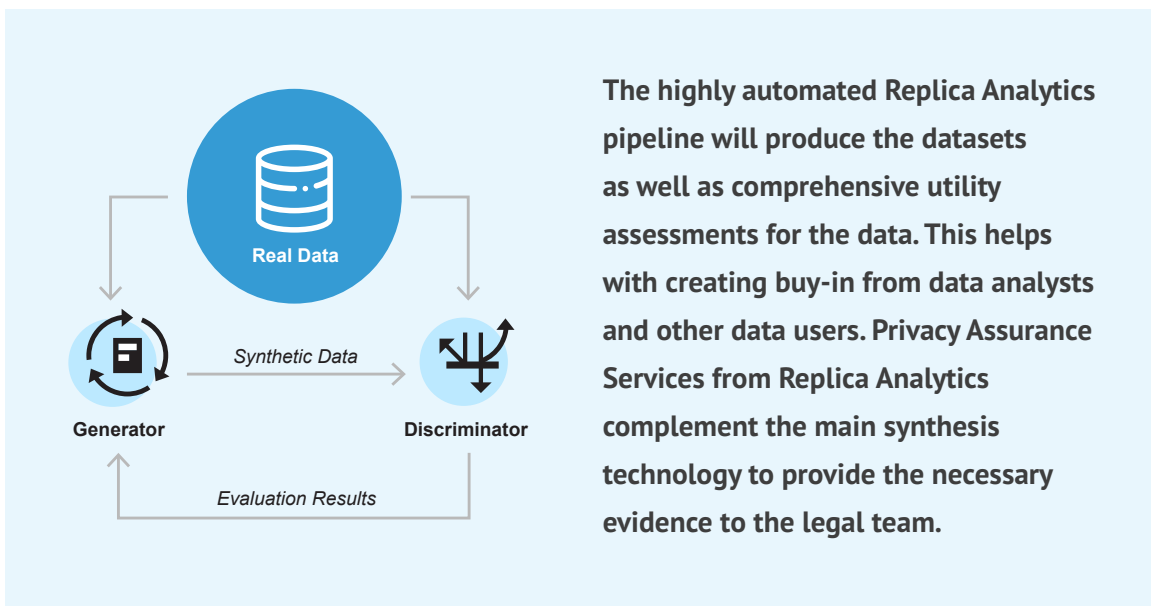 Real Data
Synthetic Data
Generator
Discriminator
Evaluation Results
The highly automated Replica Analytics
pipeline will produce the datasets
as well as comprehensive utility
assessments for the data. This helps
with creating buy-in from data analysts
and other data users. Privacy Assurance
Services from Replica Analytics
complement the main synthesis
technology to provide the necessary
evidence to the legal team.